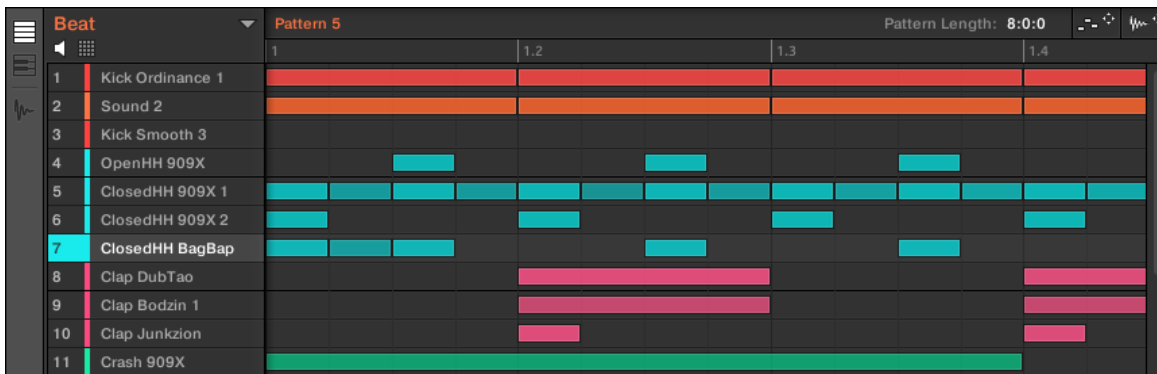 Beat
Pattern 5 Pattern Length: 8:0:0
1 1.2 1.3 1.4
1 Kick Ordinance 1
2 Sound 2
3 Kick Smooth 3
4 OpenHH 909X
5 ClosedHH 909X 1
6 ClosedHH 909X 2
7 ClosedHH BagBap
8 Clap DubTao
9 Clap Bodzin 1
10 Clap Junkzion
11 Crash 909X